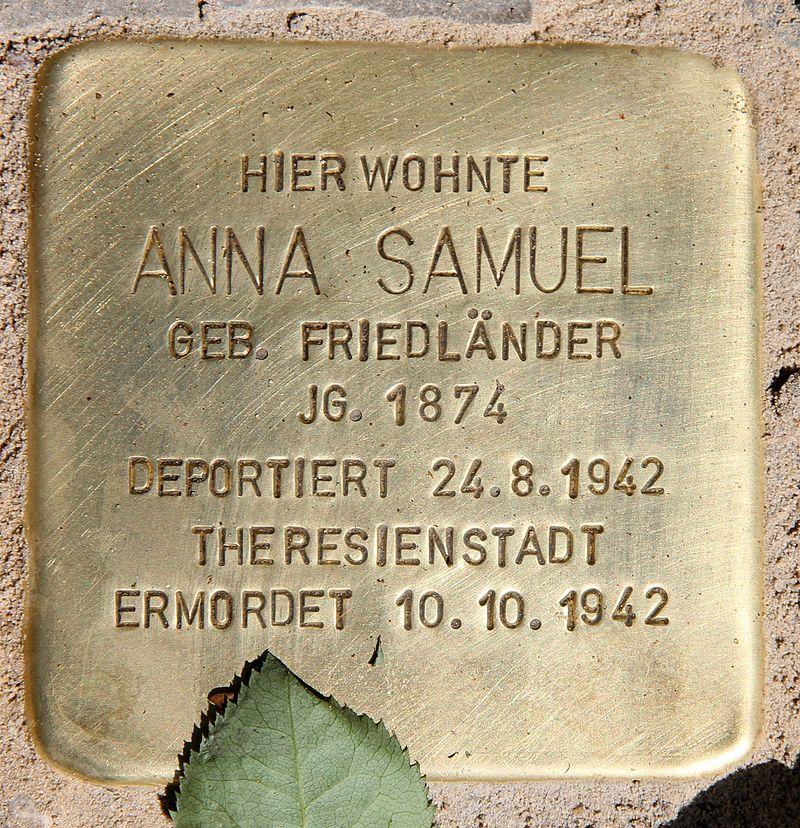 HIER WOHNTE
ANNA SAMUEL
GEB. FRIEDLÄNDER
JG. 1874
DEPORTIERT 24.8.1942
THERESIENSTADT
ERMORDET 10.10.1942